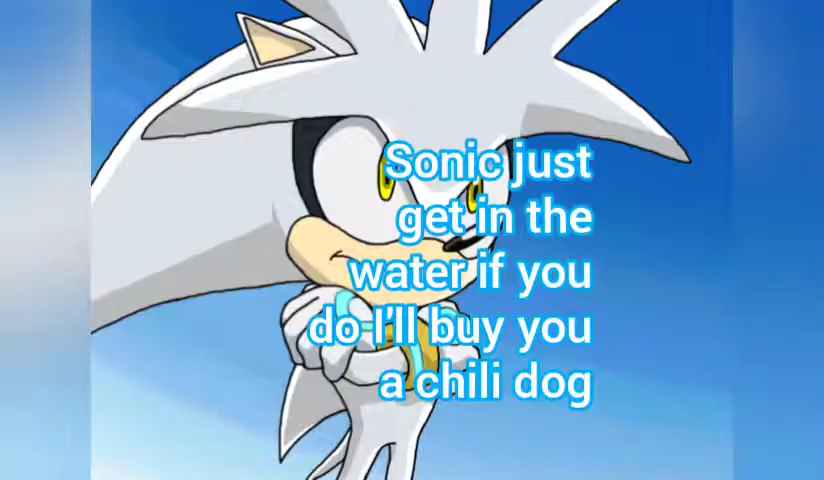 Sonic just
get in the
water if you
do I'll buy you
a chili dog